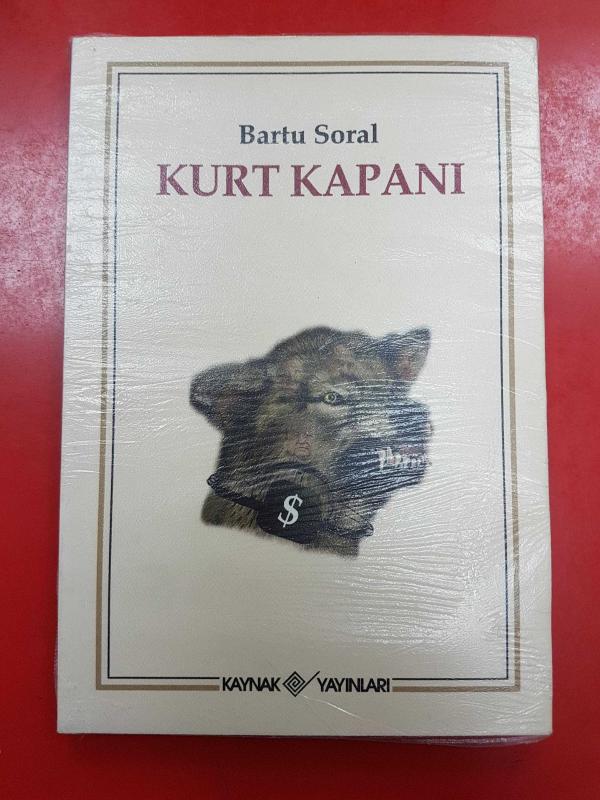 Bartu Soral
KURT KAPANI
$
KAYNAK YAYINLARI